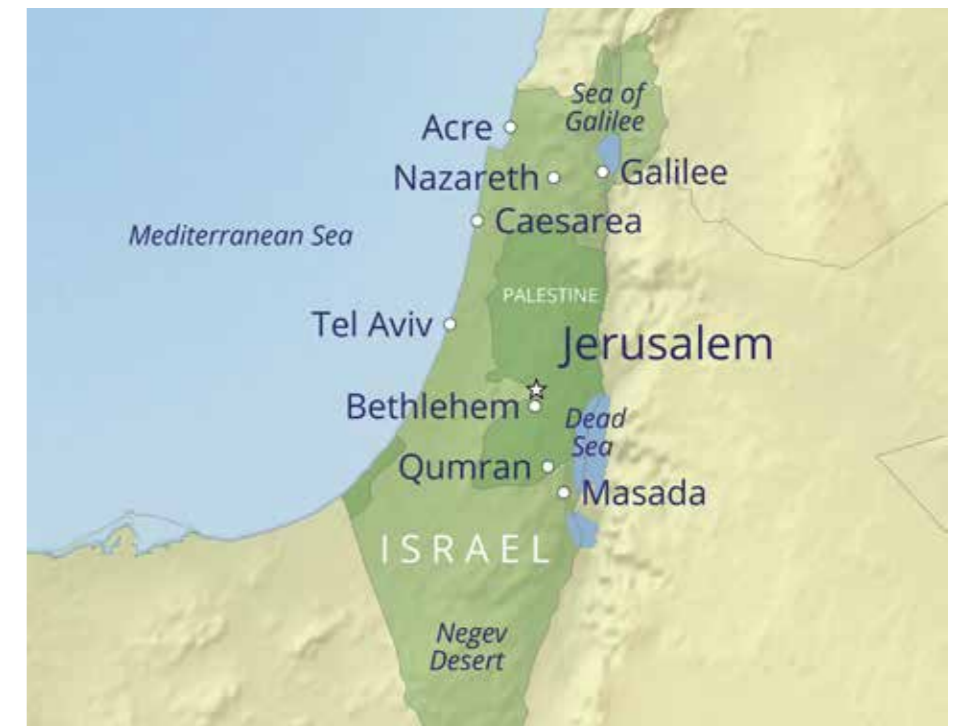 Sea of
Galilee
Acre
Nazareth
Galilee
Caesarea
Mediterranean Sea
PALESTINE
Tel Aviv
Jerusalem
Bethlehem
Dead
Sea
Qumran
Masada
ISRAEL
Negev
Desert